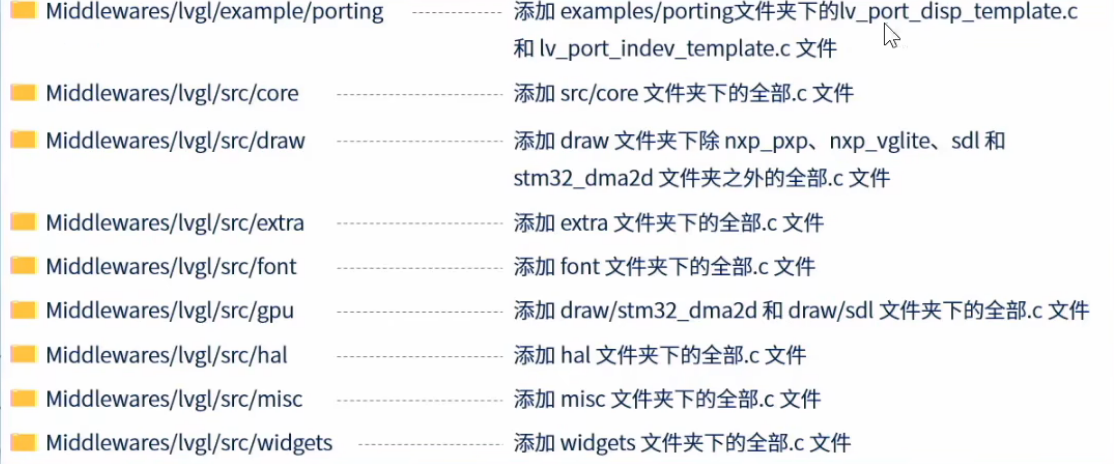 Middlewares/lvgl/example/porting 添加 examples/porting文件夹下的lv_port_disp_template.c
和 lv_port_indev_template.c 文件
Middlewares/lvgl/src/core 添加 src/core 文件夹下的全部.c 文件
Middlewares/lvgl/src/draw 添加 draw 文件夹下除 nxp_pxp、nxp_vglite、sdl 和
stm32_dma2d 文件夹之外的全部.c 文件
Middlewares/lvgl/src/extra 添加 extra 文件夹下的全部.c 文件
Middlewares/lvgl/src/font 添加 font 文件夹下的全部.c 文件
Middlewares/lvgl/src/gpu 添加 draw/stm32_dma2d 和 draw/sdl 文件夹下的全部.c 文件
Middlewares/lvgl/src/hal 添加 hal 文件夹下的全部.c 文件
Middlewares/lvgl/src/misc 添加 misc 文件夹下的全部.c 文件
Middlewares/lvgl/src/widgets 添加 widgets 文件夹下的全部.c 文件